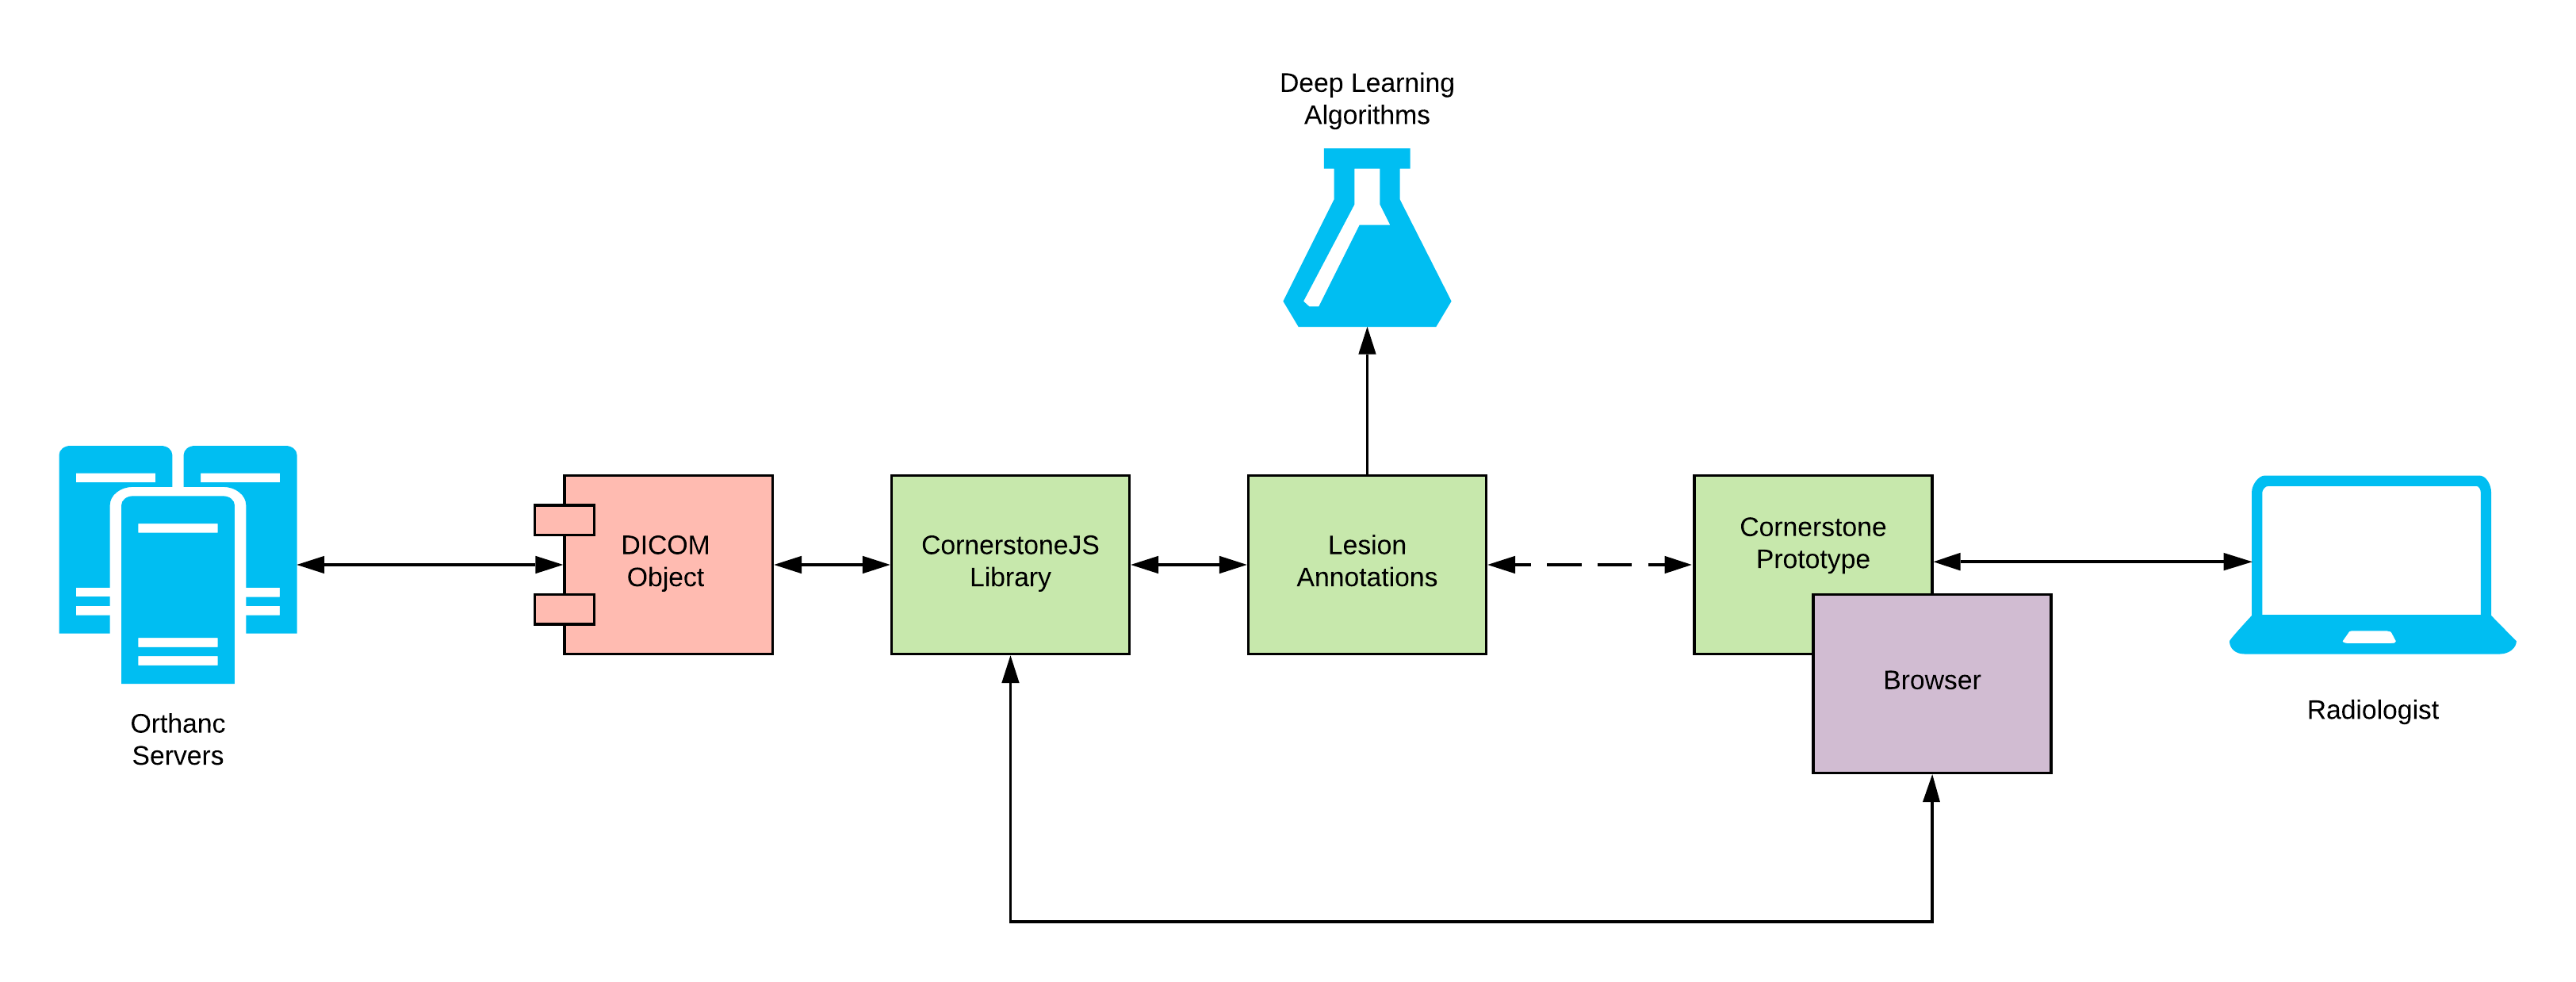 Deep Learning
Algorithms
DICOM
Object
CornerstoneJS
Library
Lesion
Annotations
Cornerstone
Prototype
Browser
Orthanc
Servers
Radiologist